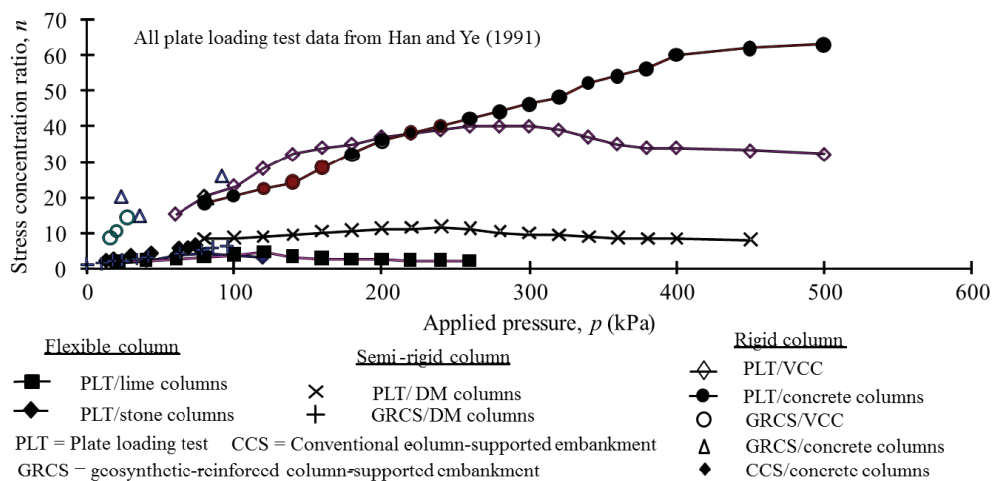 70
60
50
40
30
20
10
0
Stress concentration ratio, n
All plate loading test data from Han and Ye (1991)
0 100 200 300 400 500 600
Applied pressure, p (kPa)
Flexible column
PLT/lime columns
PLT/stone columns
Semi-rigid column
PLT/DM columns
GRCS/DM columns
Rigid column
PLT/VCC
PLT/concrete columns
GRCS/VCC
GRCS/concrete columns
CCS/concrete columns
PLT = Plate loading test CCS = Conventional column-supported embankment
GRCS = geosynthetic-reinforced column-supported embankment